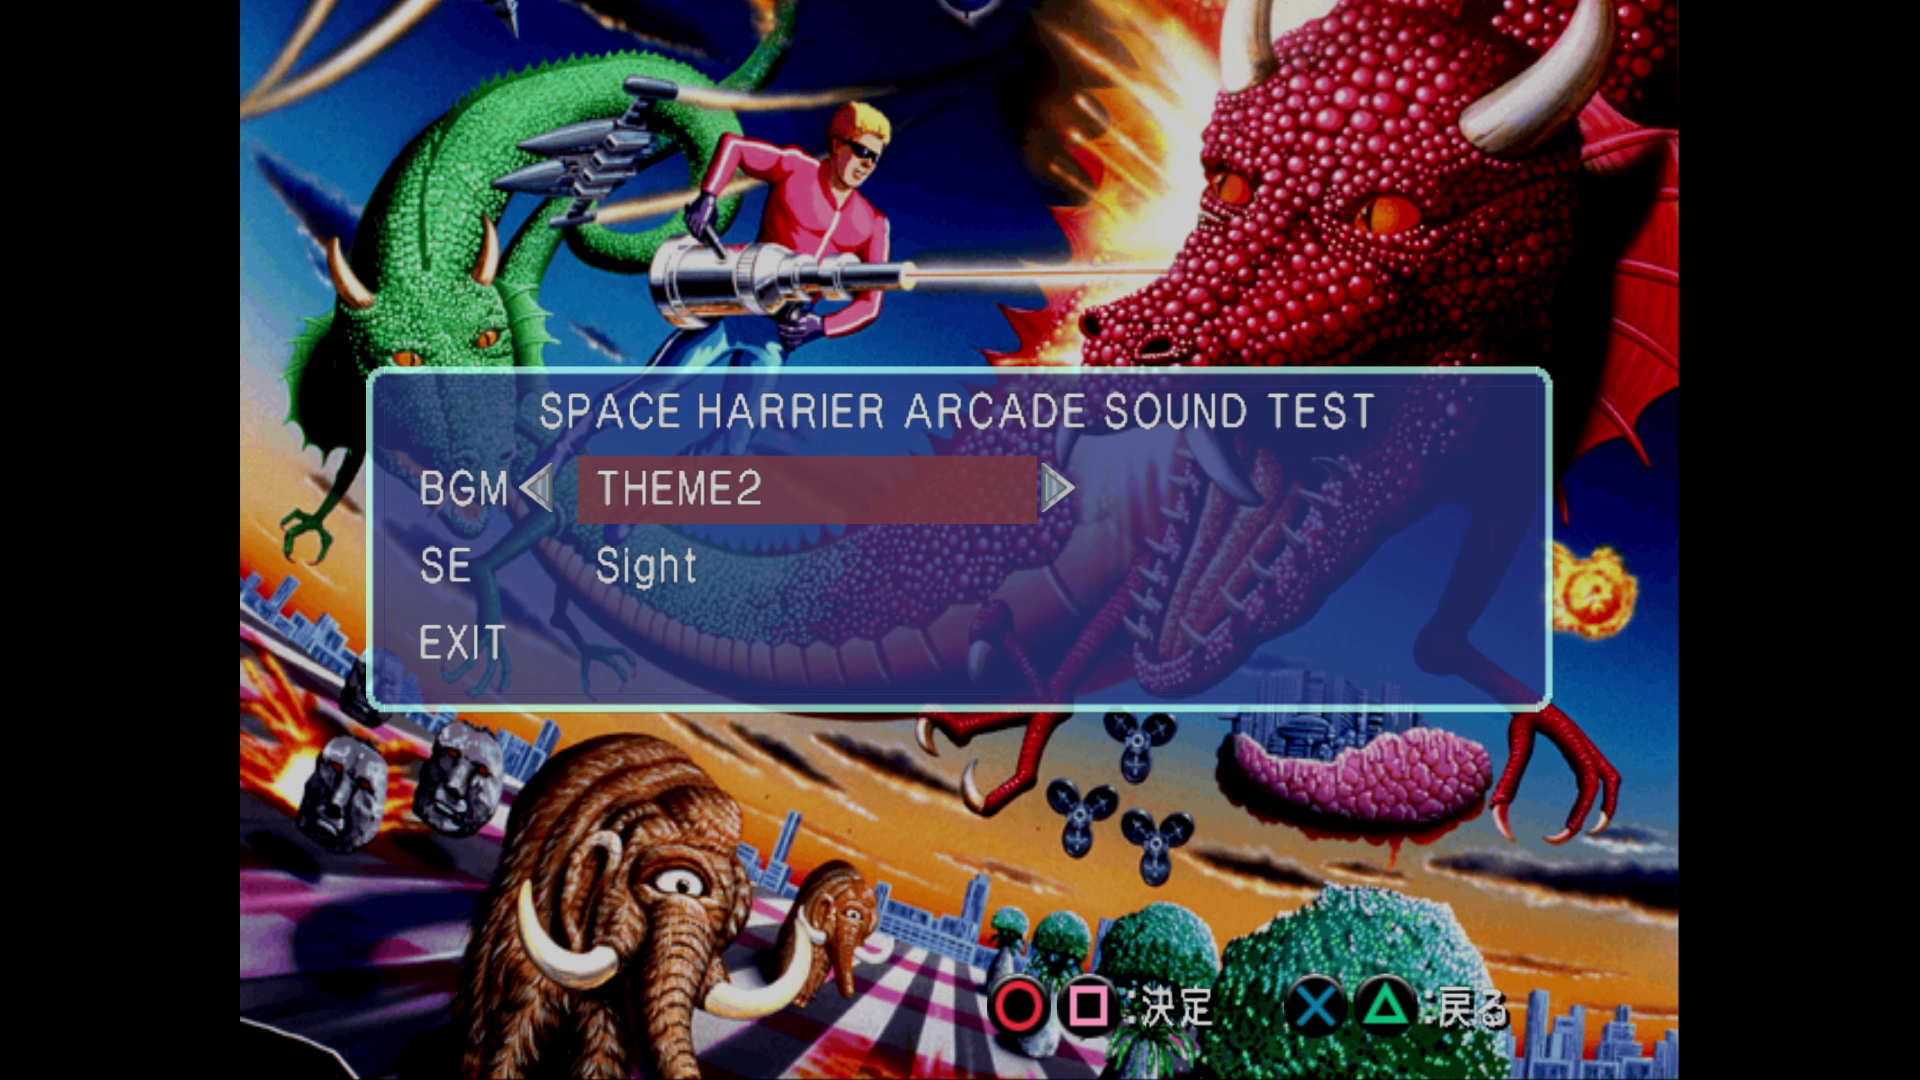 SPACE HARRIER ARCADE SOUND TEST
BGM THEME2
SE Sight
EXIT
:決定 :戻る